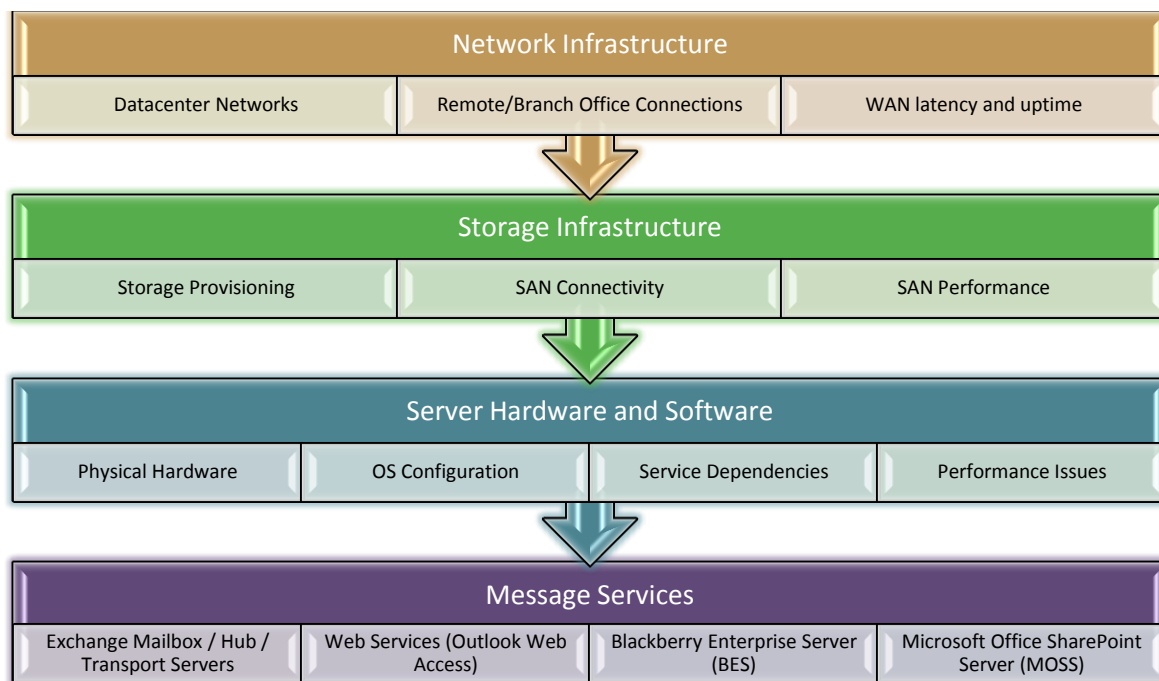 Network Infrastructure
Datacenter Networks
Remote/Branch Office Connections
WAN latency and uptime
Storage Infrastructure
Storage Provisioning
SAN Connectivity
SAN Performance
Server Hardware and Software
Physical Hardware
OS Configuration
Service Dependencies
Performance Issues
Message Services
Exchange Mailbox / Hub /
Transport Servers
Web Services (Outlook Web
Access)
Blackberry Enterprise Server
(BES)
Microsoft Office SharePoint
Server (MOSS)